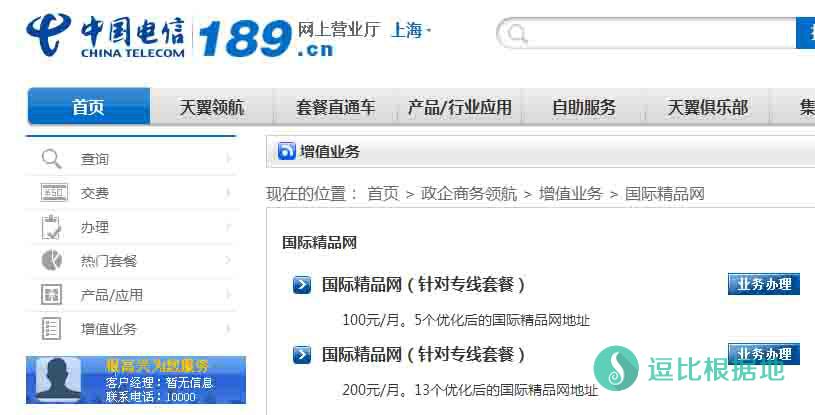 中国电信 189 网上营业厅 上海
CHINA TELECOM .cn
首页 天翼领航 套餐直通车 产品/行业应用 自助服务 天翼俱乐部 集
查询
交费
办理
热门套餐
产品/应用
增值业务
很高兴为您服务
客户经理：暂无信息
联系电话：10000
增值业务
现在的位置： 首页 > 政企商务领航 > 增值业务 > 国际精品网
国际精品网
国际精品网（针对专线套餐） 业务办理
100元/月。5个优化后的国际精品网地址
国际精品网（针对专线套餐） 业务办理
200元/月。13个优化后的国际精品网地址
逗比根据地